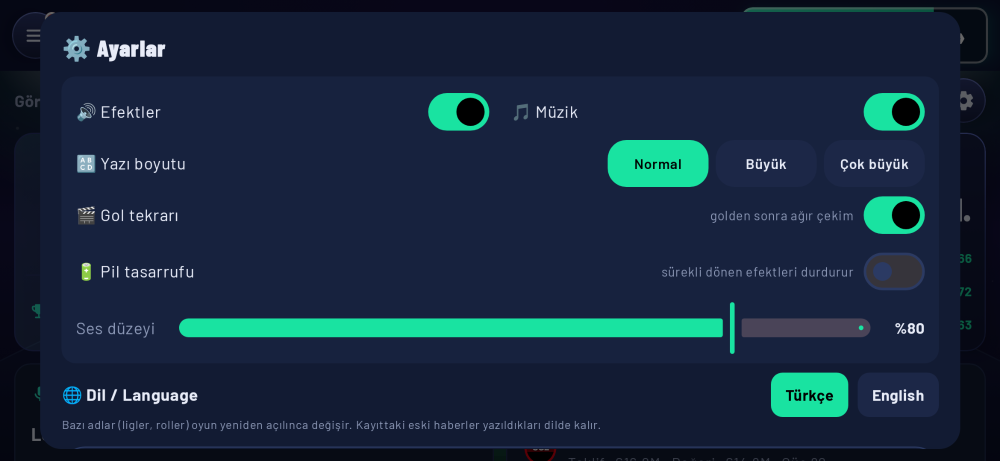 Ayarlar
Efektler
Müzik
Yazı boyutu
Normal
Büyük
Çok büyük
Gol tekrarı
golden sonra ağır çekim
Pil tasarrufu
sürekli dönen efektleri durdurur
Ses düzeyi
%80
Dil / Language
Türkçe
English
Bazı adlar (ligler, roller) oyun yeniden açılınca değişir. Kayıttaki eski haberler yazıldıkları dilde kalır.